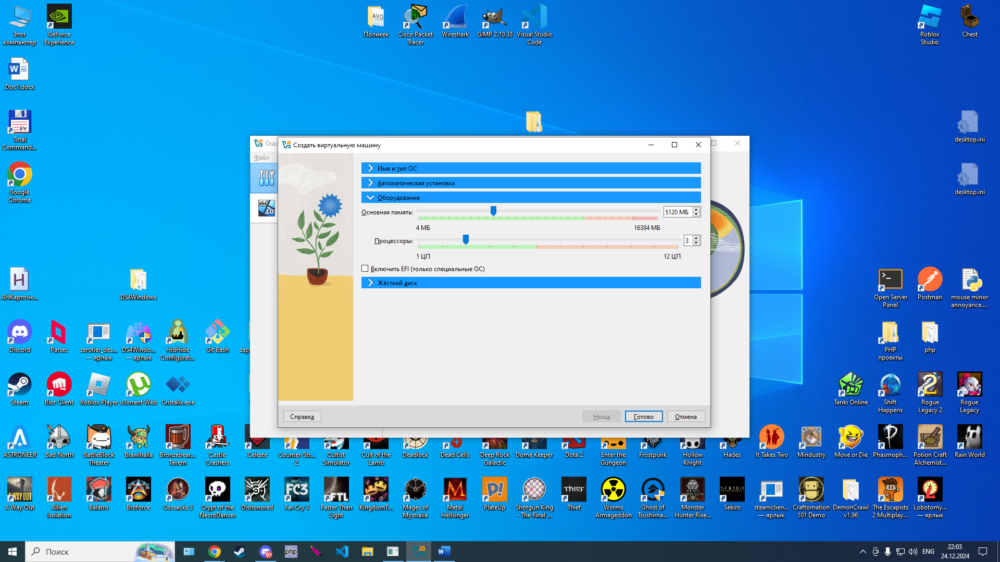 Этот
компьютер
GeForce
Experience
Поликек
Cisco Packet
Tracer
Wireshark
GIMP 2.10.38
Visual Studio
Code
Roblox
Studio
Chest
Doc1.docx
Total
Command...
desktop.ini
Google
Chrome
desktop.ini
Файл
Создать виртуальную машину
Имя и тип ОС
Автоматическая установка
Оборудование
Основная память:
5120 МБ
4 МБ
16384 МБ
Процессоры:
3
1 ЦП
12 ЦП
Включить EFI (только специальные ОС)
Жёсткий диск
Справка
Назад
Готово
Отмена
АНКарточк...
DS4Windows
Open Server
Panel
Postman
mouse minor
annoyance....
Discord
Parsec
zerotier_des...
— ярлык
DS4Windo...
— ярлык
HidHide
Configurat...
Git Bash
PHP
проекты
php
Steam
Riot Client
Roblox Player
uTorrent Web
Cristalix.exe
Tanki Online
Shift
Happens
Rogue
Legacy 2
Rogue
Legacy
ASTRONEER
Bad North
BattleBlock
Theater
Brawlhalla
Bronzebear...
Tavern
Castle
Crashers
Celeste
Counter-Str...
2
Cultist
Simulator
Cult of the
Lamb
Deadlock
Dead Cells
Deep Rock
Galactic
Dome Keeper
Dota 2
Enter the
Gungeon
Frostpunk
Hollow
Knight
Hades
It Takes Two
Mindustry
Move or Die
Phasmoph...
Potion Craft
Alchemist...
Rain World
A Way Out
Allien
Isolation
Balatro
Broforce
Cossacks 3
Crypt of the
NecroDancer
Dishonored
Far Cry 3
Faster Than
Light
KingdomT...
Mages of
Mystralia
Metal
Hellsinger
PlateUp
Shotgun King
- The Final ...
Thief
Worms
Armageddon
Ghost of
Tsushima...
Monster
Hunter Rise...
Sekiro
steamclien...
— ярлык
Craftomation
101 Demo
DemonCrawl
v1.96
The Escapists
2 Multiplay...
Lobotomy...
— ярлык
Поиск
ENG
22:03
24.12.2024